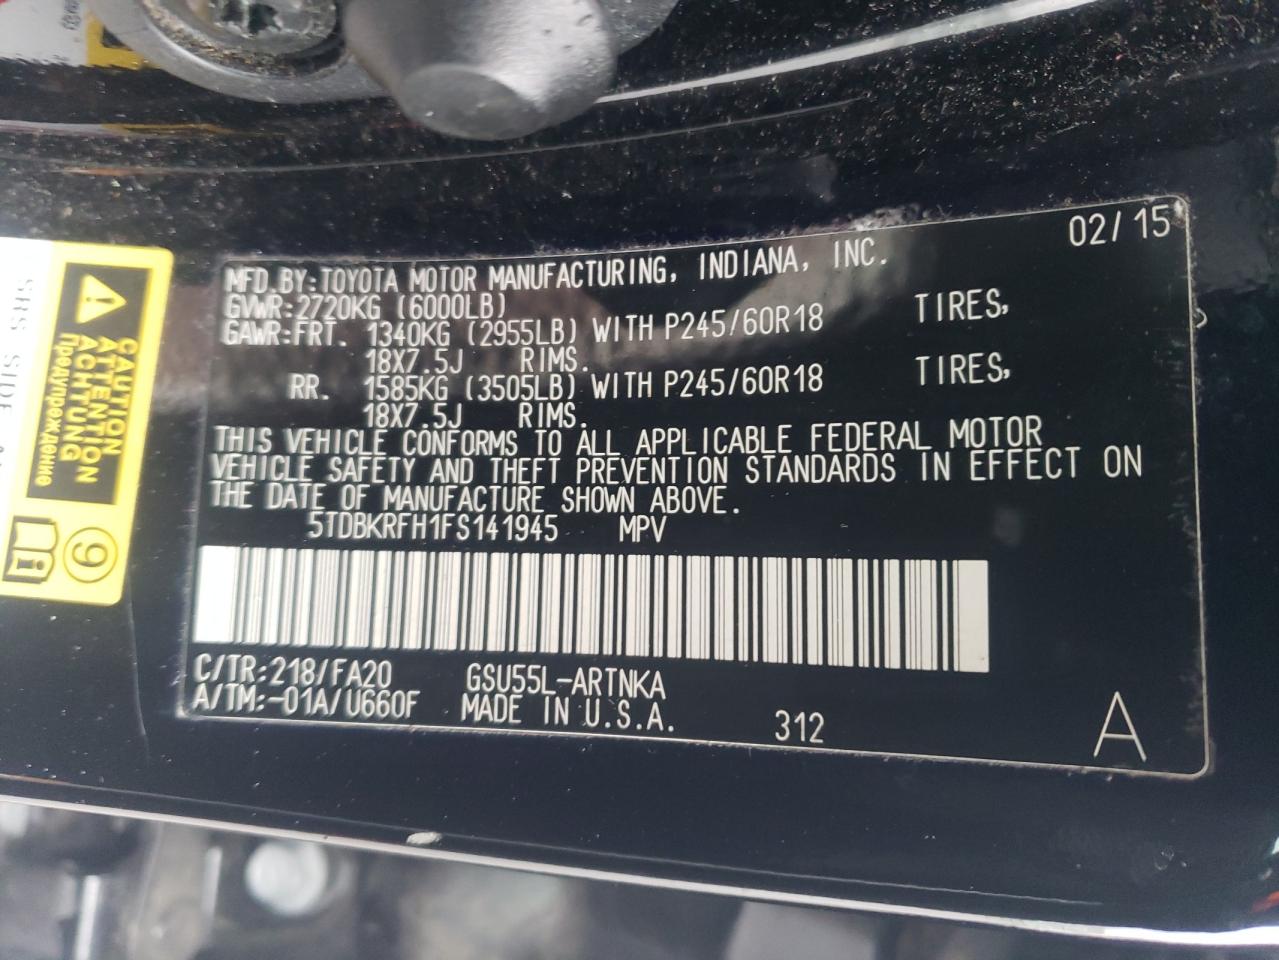 02/15
MFD.BY:TOYOTA MOTOR MANUFACTURING, INDIANA, INC.
GVWR:2720KG (6000LB)
GAWR:FRT. 1340KG (2955LB) WITH P245/60R18 TIRES,
18X7.5J RIMS.
RR. 1585KG (3505LB) WITH P245/60R18 TIRES,
18X7.5J RIMS.
THIS VEHICLE CONFORMS TO ALL APPLICABLE FEDERAL MOTOR
VEHICLE SAFETY AND THEFT PREVENTION STANDARDS IN EFFECT ON
THE DATE OF MANUFACTURE SHOWN ABOVE.
5TDBKRFH1FS141945 MPV
C/TR:218/FA20 GSU55L-ARTNKA
A/TM:-01A/U660F MADE IN U.S.A. 312 A
CAUTION
ATTENTION
ACHTUNG
Предупреждение
9
SRS SIDE